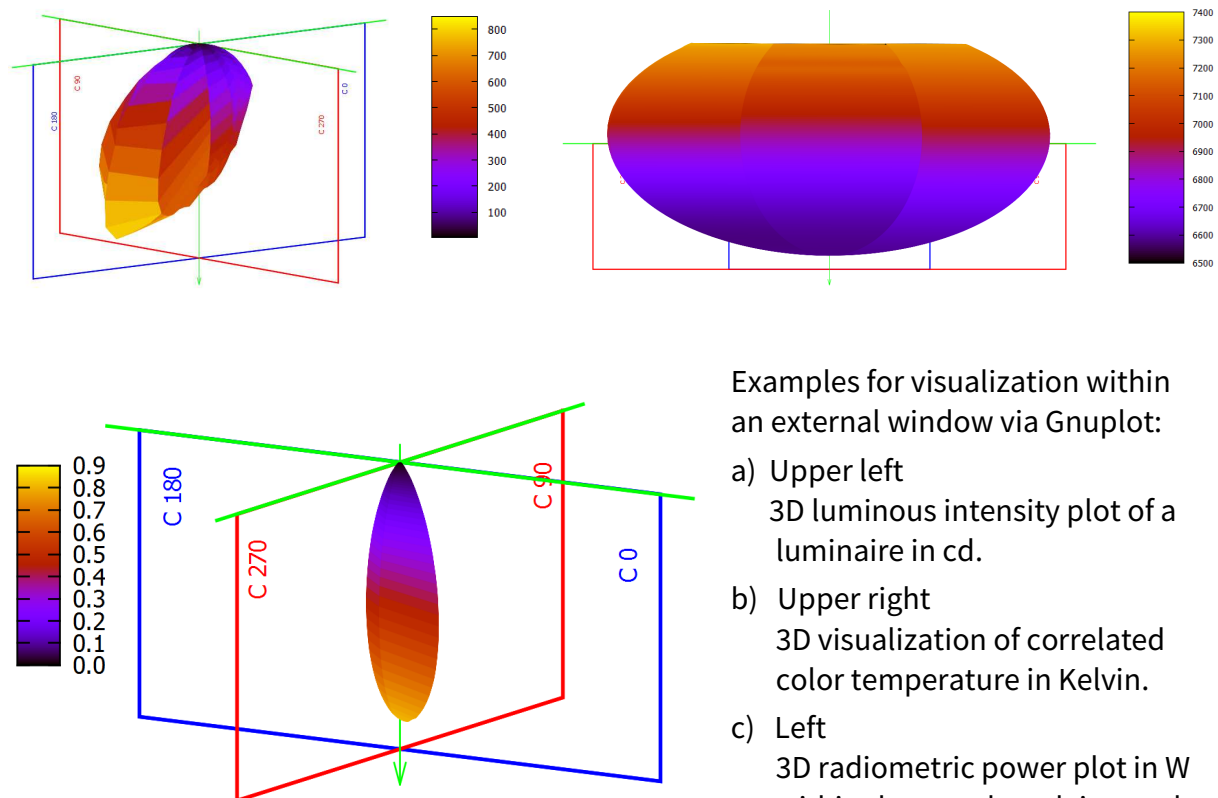 C 90
C 180
C 0
C 270
800
700
600
500
400
300
200
100
7400
7300
7200
7100
7000
6900
6800
6700
6600
6500
0.9
0.8
0.7
0.6
0.5
0.4
0.3
0.2
0.1
0.0
C 180
C 270
C 90
C 0
Examples for visualization within
an external window via Gnuplot:
a) Upper left
3D luminous intensity plot of a
luminaire in cd.
b) Upper right
3D visualization of correlated
color temperature in Kelvin.
c) Left
3D radiometric power plot in W